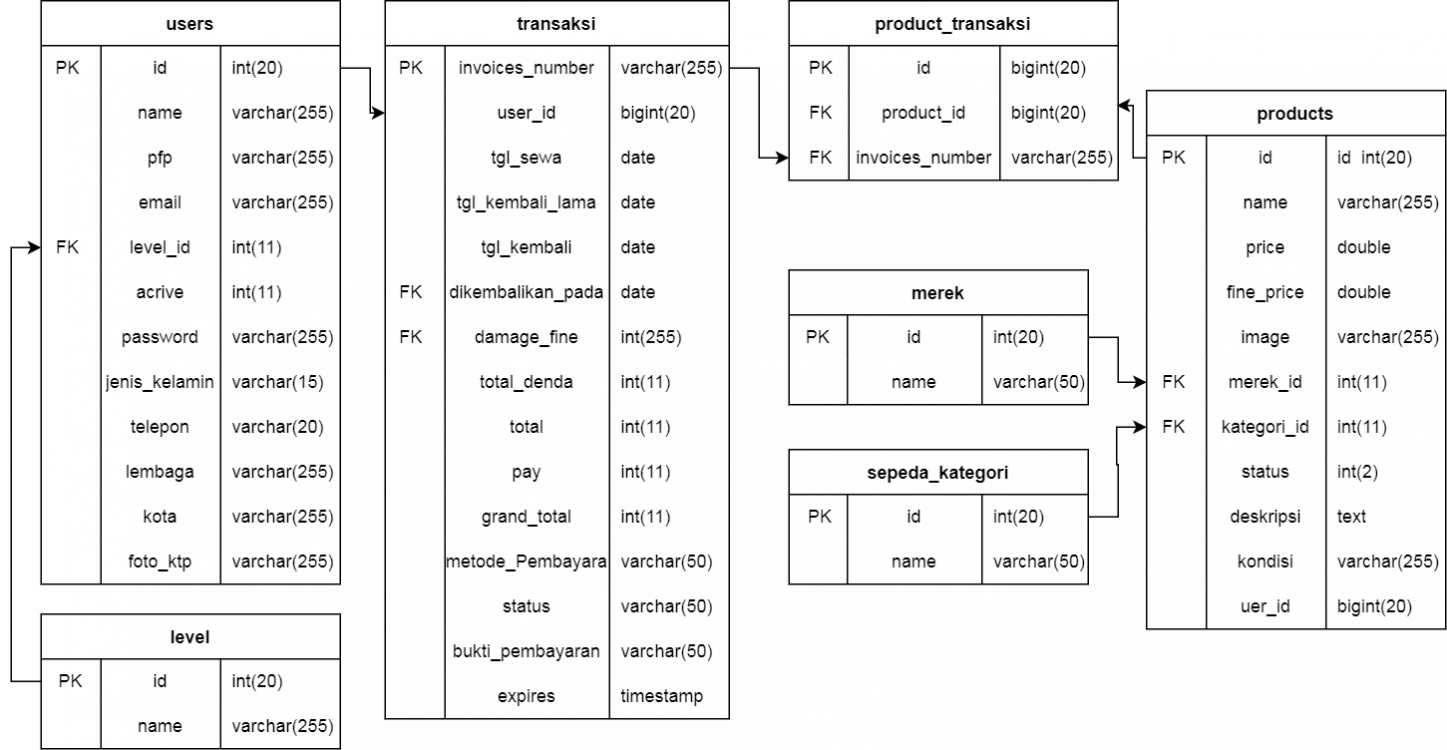 users
PK id int(20)
name varchar(255)
pfp varchar(255)
email varchar(255)
FK level_id int(11)
acrive int(11)
password varchar(255)
jenis_kelamin varchar(15)
telepon varchar(20)
lembaga varchar(255)
kota varchar(255)
foto_ktp varchar(255)
level
PK id int(20)
name varchar(255)
transaksi
PK invoices_number varchar(255)
user_id bigint(20)
tgl_sewa date
tgl_kembali_lama date
tgl_kembali date
FK dikembalikan_pada date
FK damage_fine int(255)
total_denda int(11)
total int(11)
pay int(11)
grand_total int(11)
metode_Pembayara varchar(50)
status varchar(50)
bukti_pembayaran varchar(50)
expires timestamp
product_transaksi
PK id bigint(20)
FK product_id bigint(20)
FK invoices_number varchar(255)
merek
PK id int(20)
name varchar(50)
sepeda_kategori
PK id int(20)
name varchar(50)
products
PK id id int(20)
name varchar(255)
price double
fine_price double
image varchar(255)
FK merek_id int(11)
FK kategori_id int(11)
status int(2)
deskripsi text
kondisi varchar(255)
uer_id bigint(20)